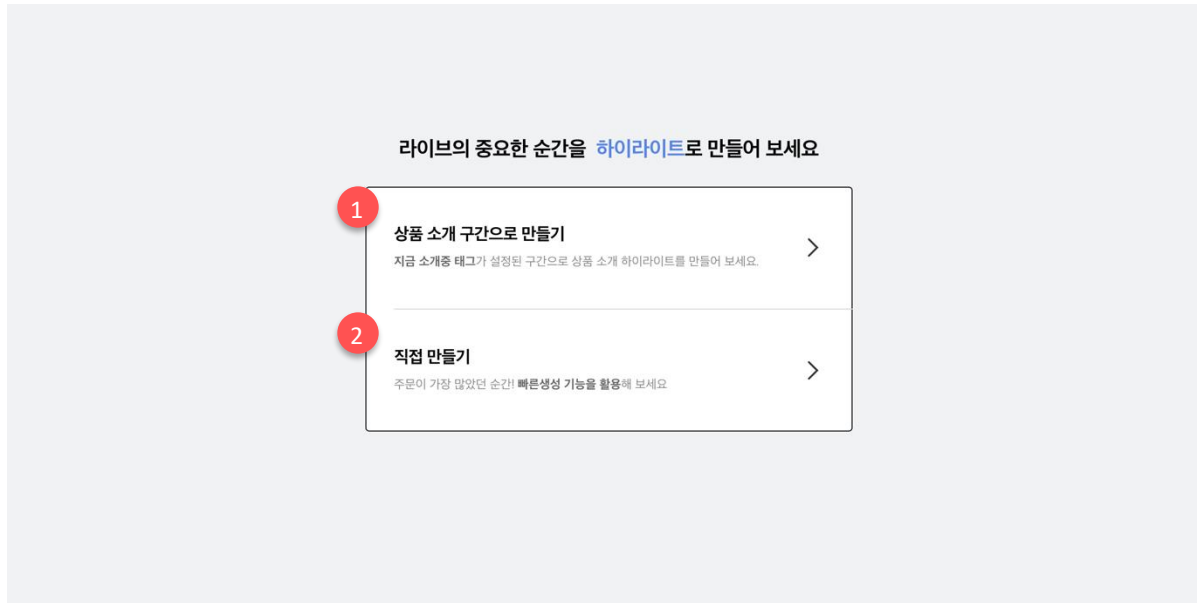 라이브의 중요한 순간을 하이라이트로 만들어 보세요
1
상품 소개 구간으로 만들기
지금 소개중 태그가 설정된 구간으로 상품 소개 하이라이트를 만들어 보세요.
2
직접 만들기
주문이 가장 많았던 순간! 빠른생성 기능을 활용해 보세요